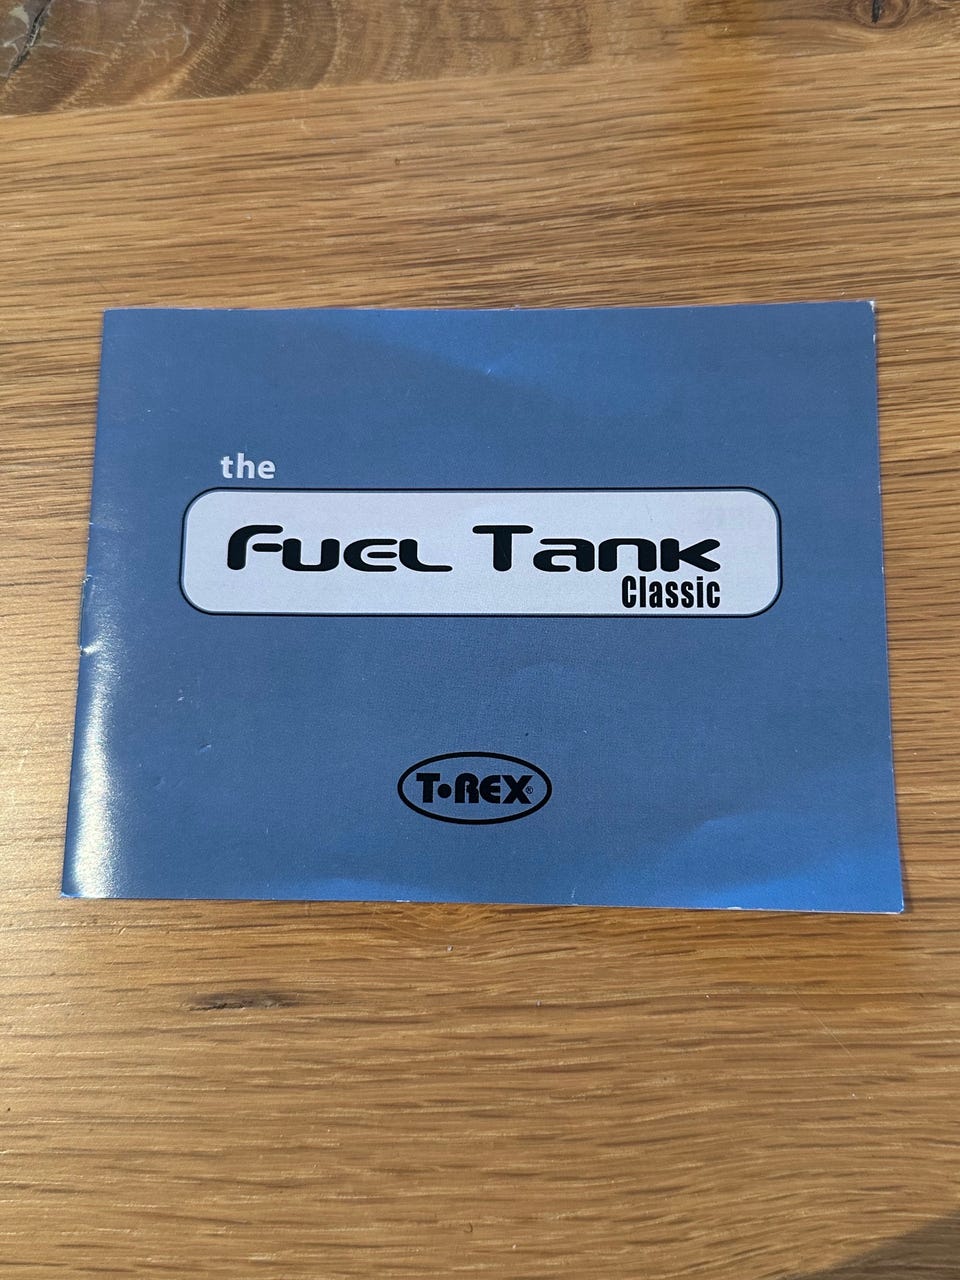 the
Fuel Tank
Classic
T•REX®